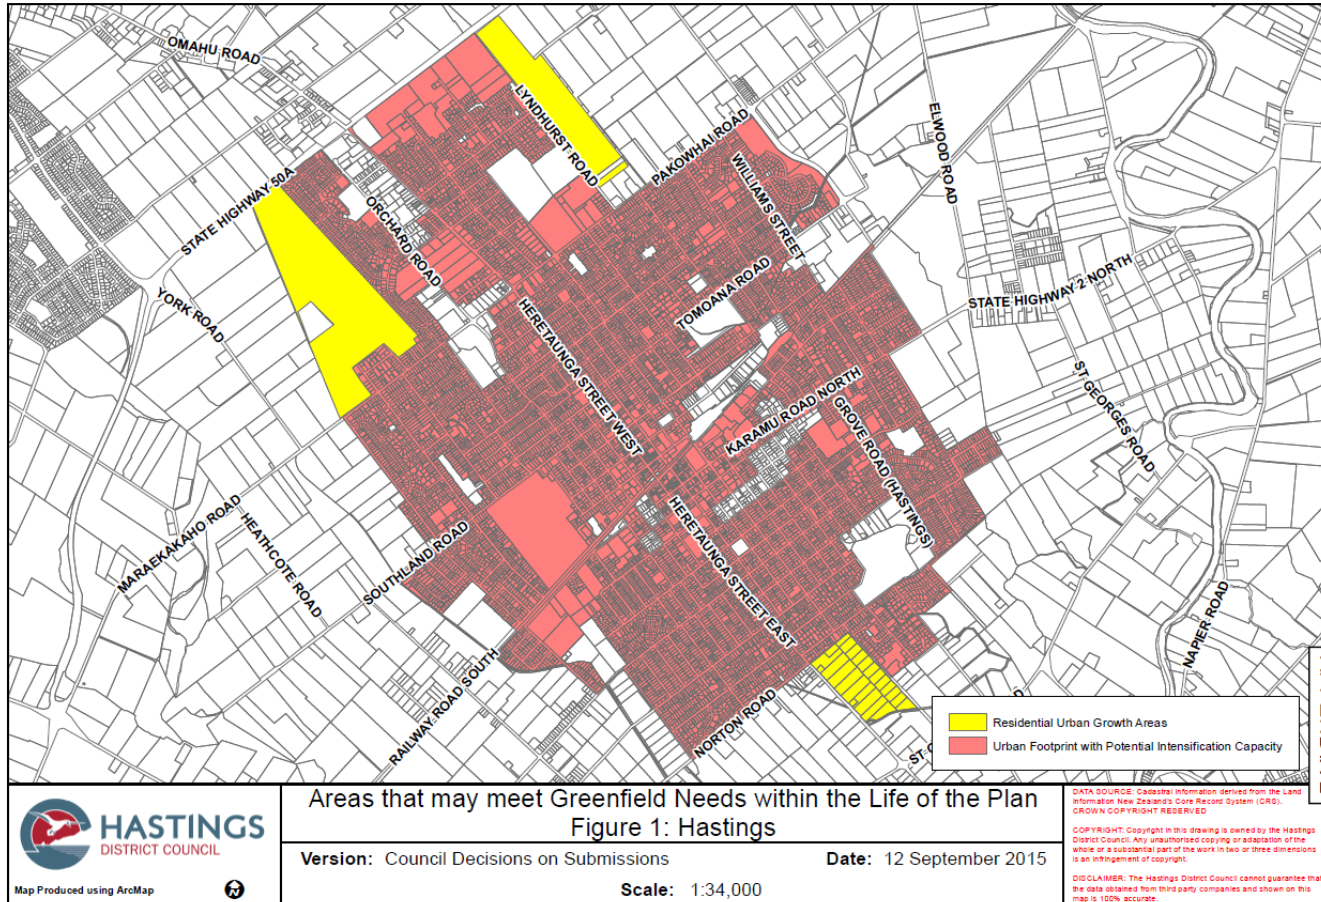 OMAHU ROAD
LYNDHURST ROAD
PAKOWHAI ROAD
ELWOOD ROAD
WILLIAMS STREET
STATE HIGHWAY 50A
ORCHARD ROAD
YORK ROAD
TOMOANA ROAD
STATE HIGHWAY 2 NORTH
HERETAUNGA STREET WEST
ST GEORGES ROAD
KARAMU ROAD NORTH
GROVE ROAD (HASTINGS)
MARAEKAKAHO ROAD
HEATHCOTE ROAD
SOUTHLAND ROAD
HERETAUNGA STREET EAST
NAPIER ROAD
RAILWAY ROAD SOUTH
NORTON ROAD
Residential Urban Growth Areas
Urban Footprint with Potential Intensification Capacity
HASTINGS
DISTRICT COUNCIL
Map Produced using ArcMap
N
Areas that may meet Greenfield Needs within the Life of the Plan
Figure 1: Hastings
Version: Council Decisions on Submissions
Date: 12 September 2015
Scale: 1:34,000
DATA SOURCE: Cadastral information derived from the Land
Information New Zealand's Core Record System (CRS).
CROWN COPYRIGHT RESERVED
COPYRIGHT: Copyright in this drawing is owned by the Hastings
District Council. Any unauthorised copying or adaptation of the
whole or a substantial part of the work in two or three dimensions
is an infringement of copyright.
DISCLAIMER: The Hastings District Council cannot guarantee that
the data obtained from third party companies and shown on this
map is 100% accurate.